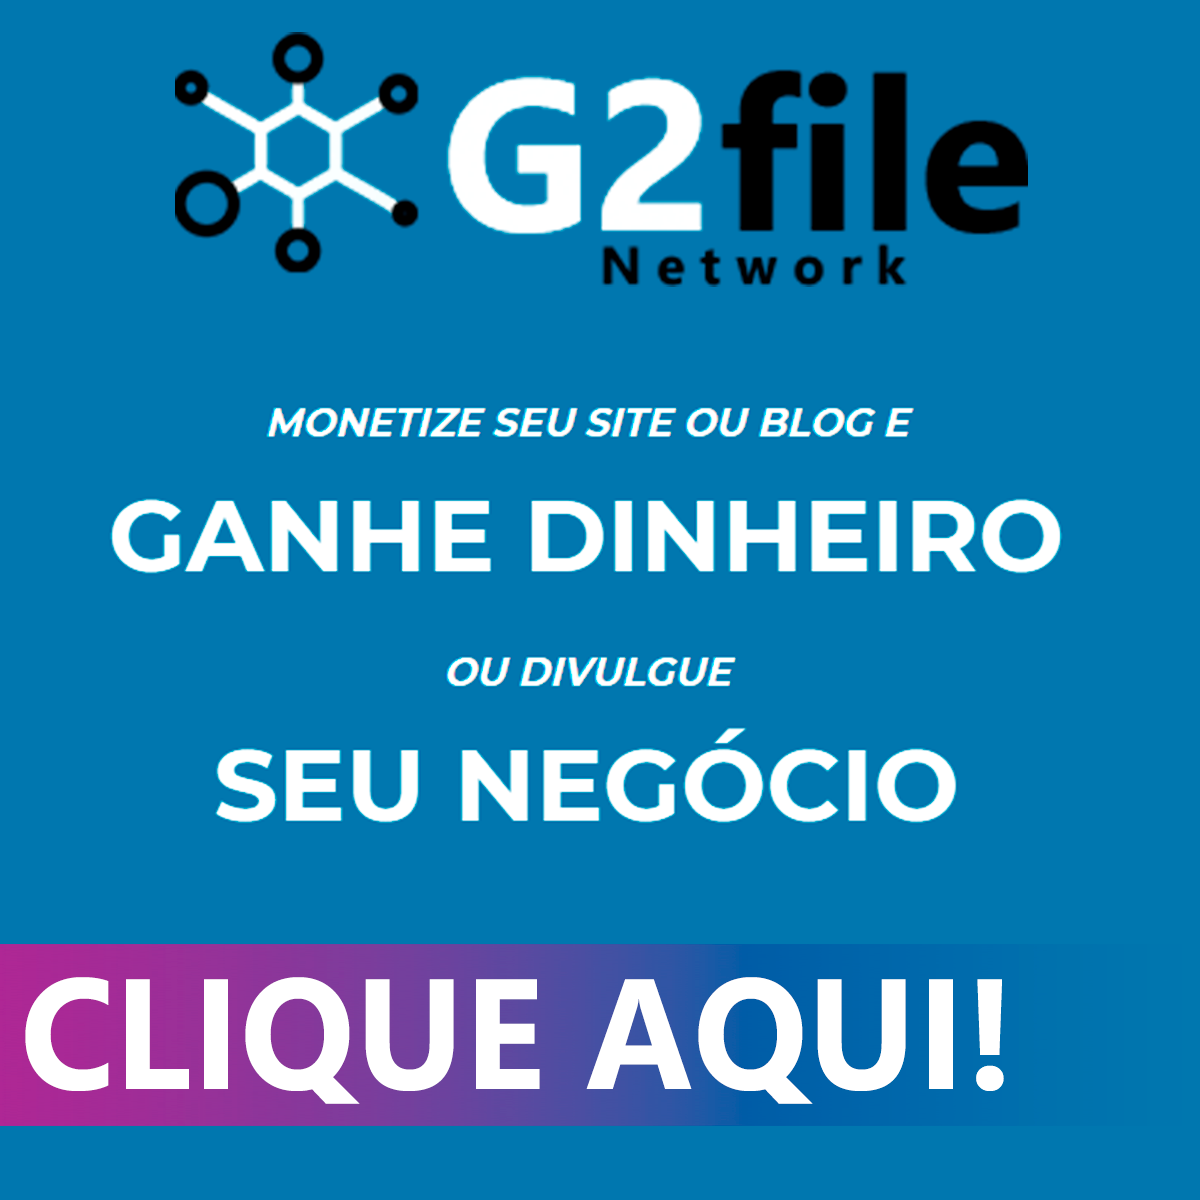 G2file
Network
MONETIZE SEU SITE OU BLOG E
GANHE DINHEIRO
OU DIVULGUE
SEU NEGÓCIO
CLIQUE AQUI!